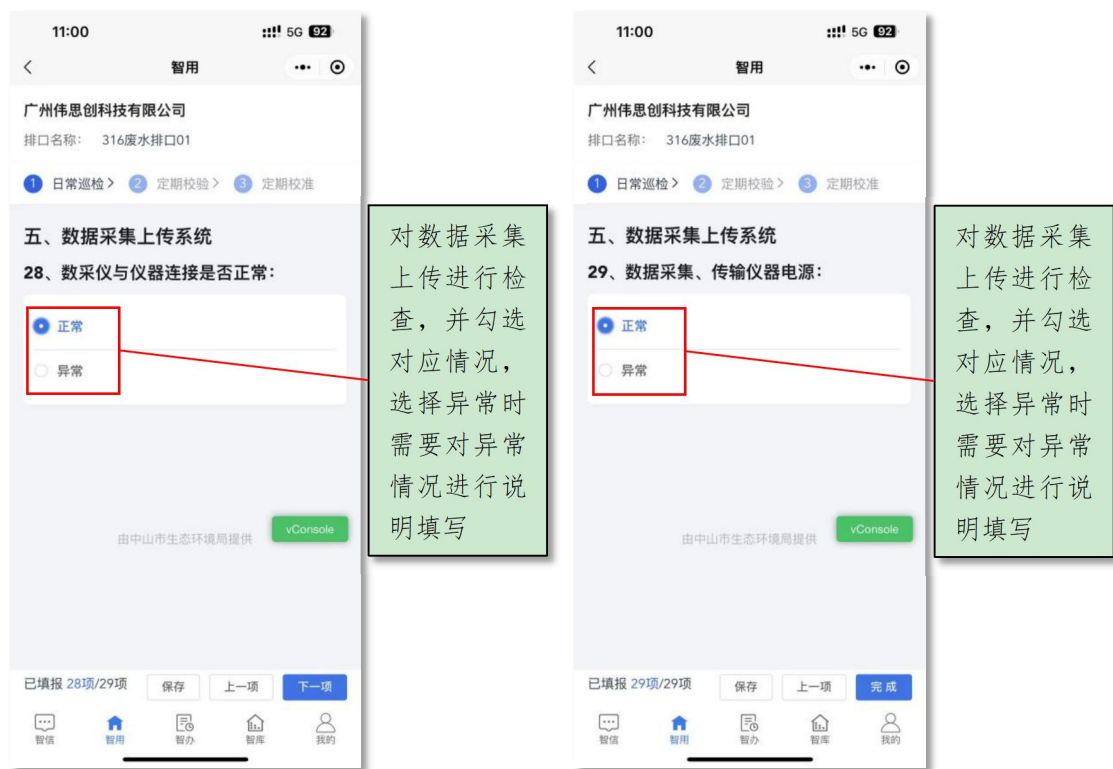 11:00 5G 92
智用
广州伟思创科技有限公司
排口名称: 316废水排口01
1 日常巡检> 2 定期校验> 3 定期校准
五、数据采集上传系统
28、数采仪与仪器连接是否正常:
正常
异常
由中山市生态环境局提供
vConsole
已填报 28项/29项 保存 上一项 下一项
智信 智用 智办 智库 我的
对数据采集
上传进行检
查，并勾选
对应情况，
选择异常时
需要对异常
情况进行说
明填写
11:00 5G 92
智用
广州伟思创科技有限公司
排口名称: 316废水排口01
1 日常巡检> 2 定期校验> 3 定期校准
五、数据采集上传系统
29、数据采集、传输仪器电源:
正常
异常
由中山市生态环境局提供
vConsole
已填报 29项/29项 保存 上一项 完成
智信 智用 智办 智库 我的
对数据采集
上传进行检
查，并勾选
对应情况，
选择异常时
需要对异常
情况进行说
明填写